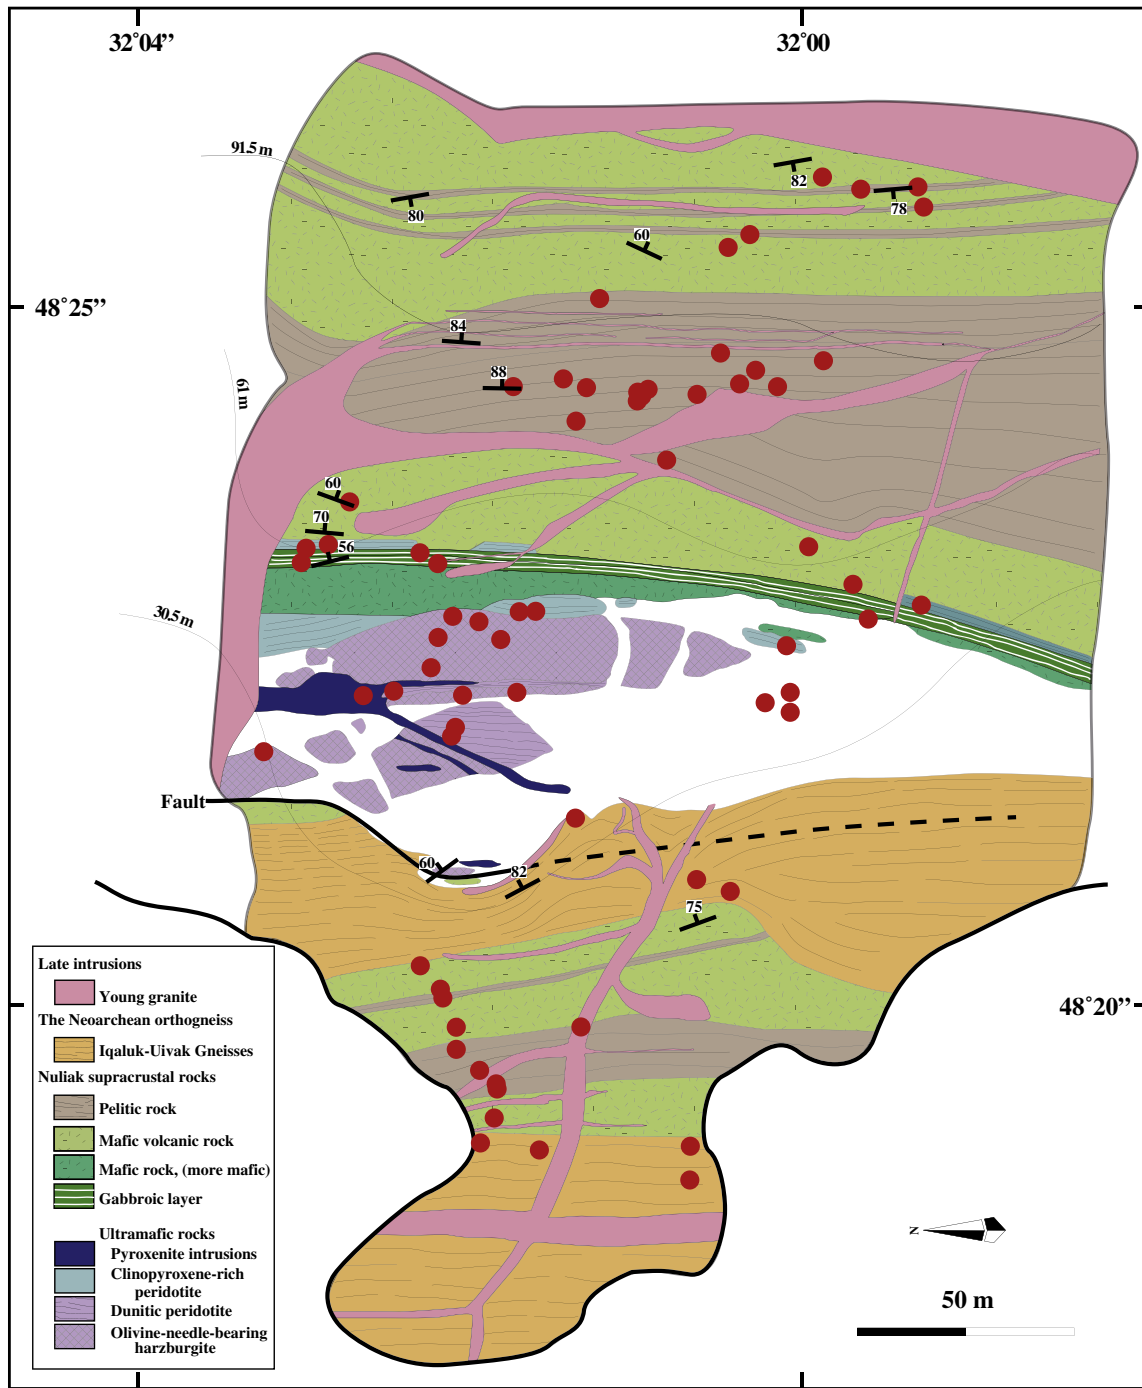 32°04”
32°00
91.5 m
82
78
80
60
48°25”
84
61 m
88
60
70
56
30.5 m
Fault
60
82
75
48°20”
Late intrusions
Young granite
The Neoarchean orthogneiss
Iqaluk-Uivak Gneisses
Nuliak supracrustal rocks
Pelitic rock
Mafic volcanic rock
Mafic rock, (more mafic)
Gabbroic layer
Ultramafic rocks
Pyroxenite intrusions
Clinopyroxene-rich
peridotite
Dunitic peridotite
Olivine-needle-bearing
harzburgite
N
50 m